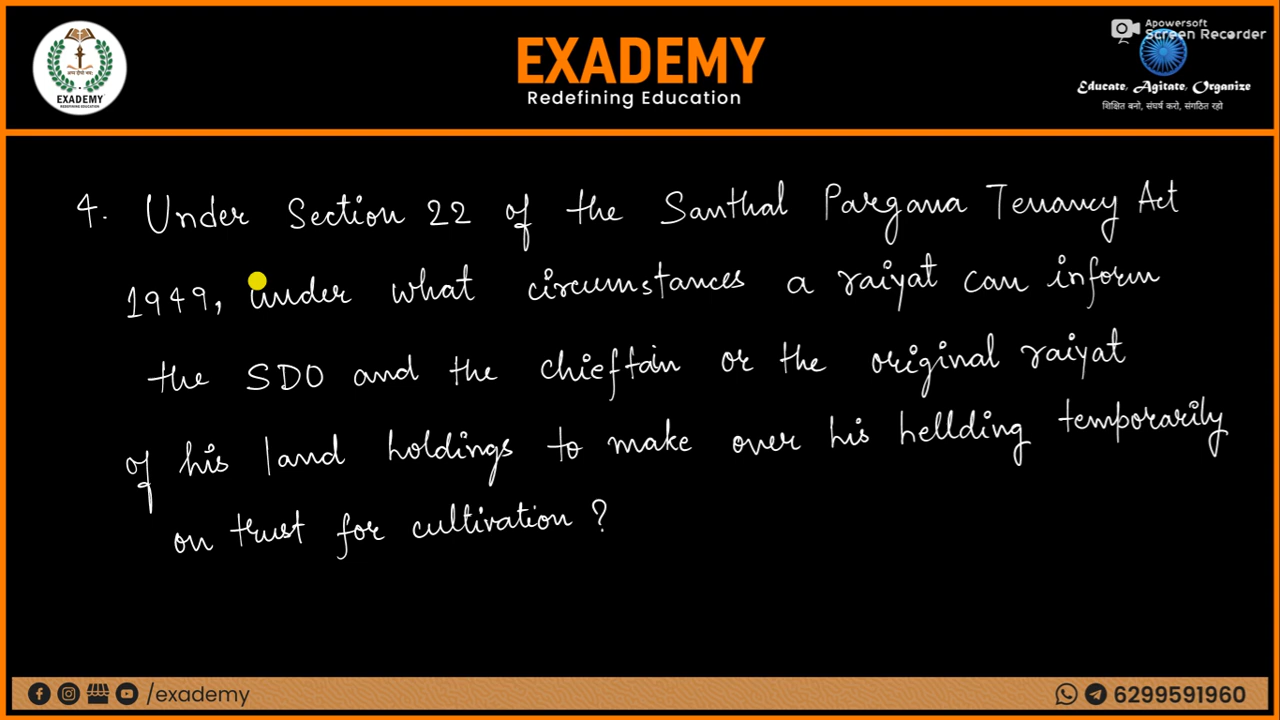 EXADEMY
REDEFINING EDUCATION
EXADEMY
Redefining Education
Apowersoft
Screen Recorder
Educate, Agitate, Organize
शिक्षित बनो, संघर्ष करो, संगठित रहो
4. Under Section 22 of the Santhal Pargana Tenancy Act
1949, under what circumstances a raiyat can inform
the SDO and the chieftain or the original raiyat
of his land holdings to make over his hellding temporarily
on trust for cultivation ?
/exademy
6299591960